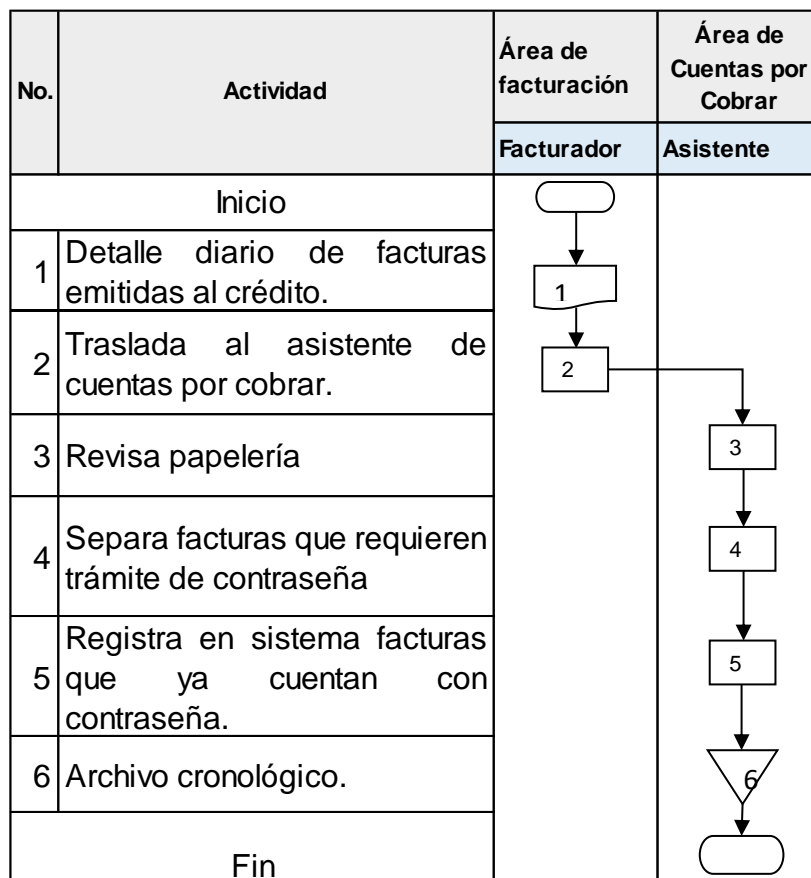 No.
Actividad
Área de
facturación
Área de
Cuentas por
Cobrar
Facturador
Asistente
Inicio
1
Detalle diario de facturas
emitidas al crédito.
1
2
Traslada al asistente de
cuentas por cobrar.
2
3
Revisa papelería
3
4
Separa facturas que requieren
trámite de contraseña
4
5
Registra en sistema facturas
que ya cuentan con
contraseña.
5
6
Archivo cronológico.
6
Fin